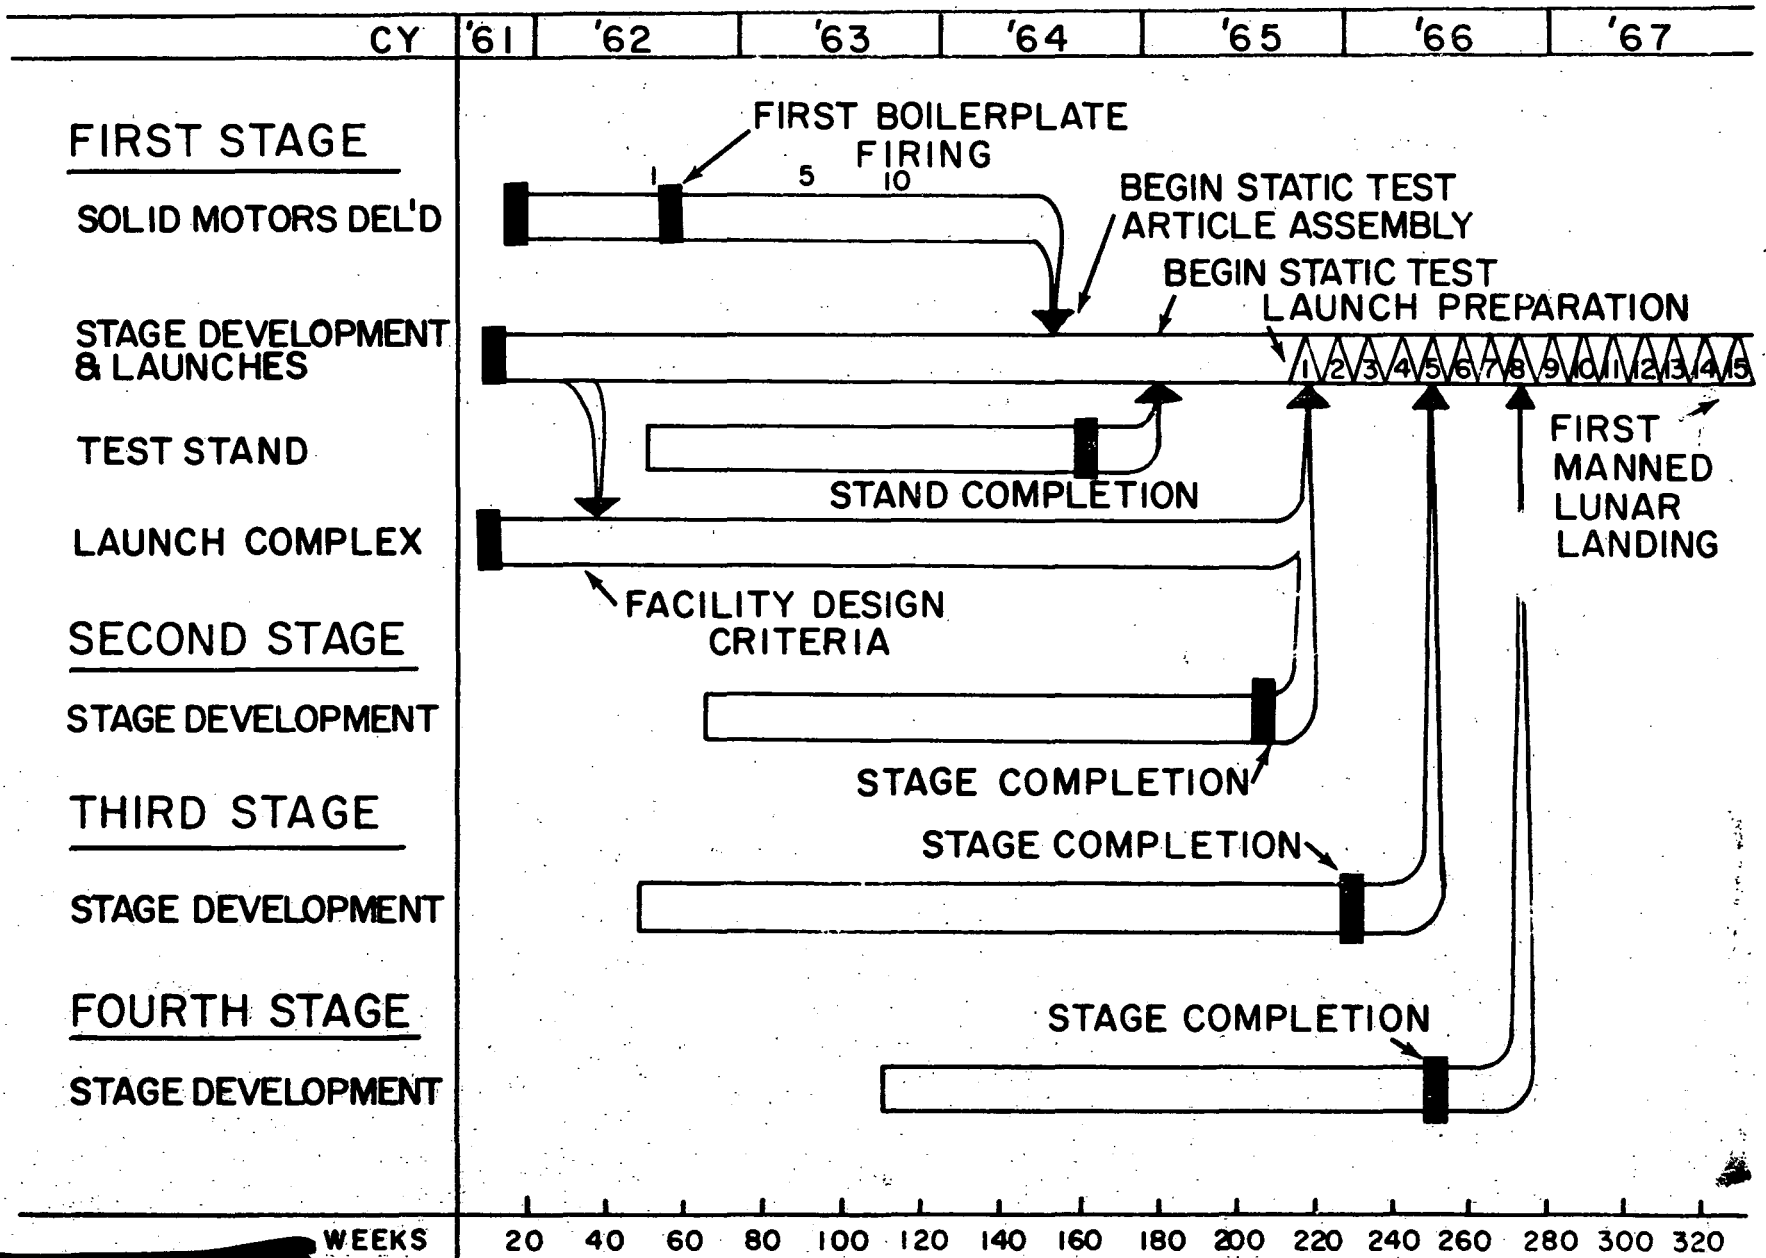 CY '61 '62 '63 '64 '65 '66 '67
FIRST BOILERPLATE
FIRING
FIRST STAGE
1 5 10
SOLID MOTORS DEL'D
BEGIN STATIC TEST
ARTICLE ASSEMBLY
BEGIN STATIC TEST
LAUNCH PREPARATION
STAGE DEVELOPMENT
& LAUNCHES
1 2 3 4 5 6 7 8 9 10 11 12 13 14 15
FIRST
MANNED
LUNAR
LANDING
TEST STAND
STAND COMPLETION
LAUNCH COMPLEX
FACILITY DESIGN
CRITERIA
SECOND STAGE
STAGE DEVELOPMENT
STAGE COMPLETION
THIRD STAGE
STAGE COMPLETION
STAGE DEVELOPMENT
FOURTH STAGE
STAGE COMPLETION
STAGE DEVELOPMENT
WEEKS 20 40 60 80 100 120 140 160 180 200 220 240 260 280 300 320